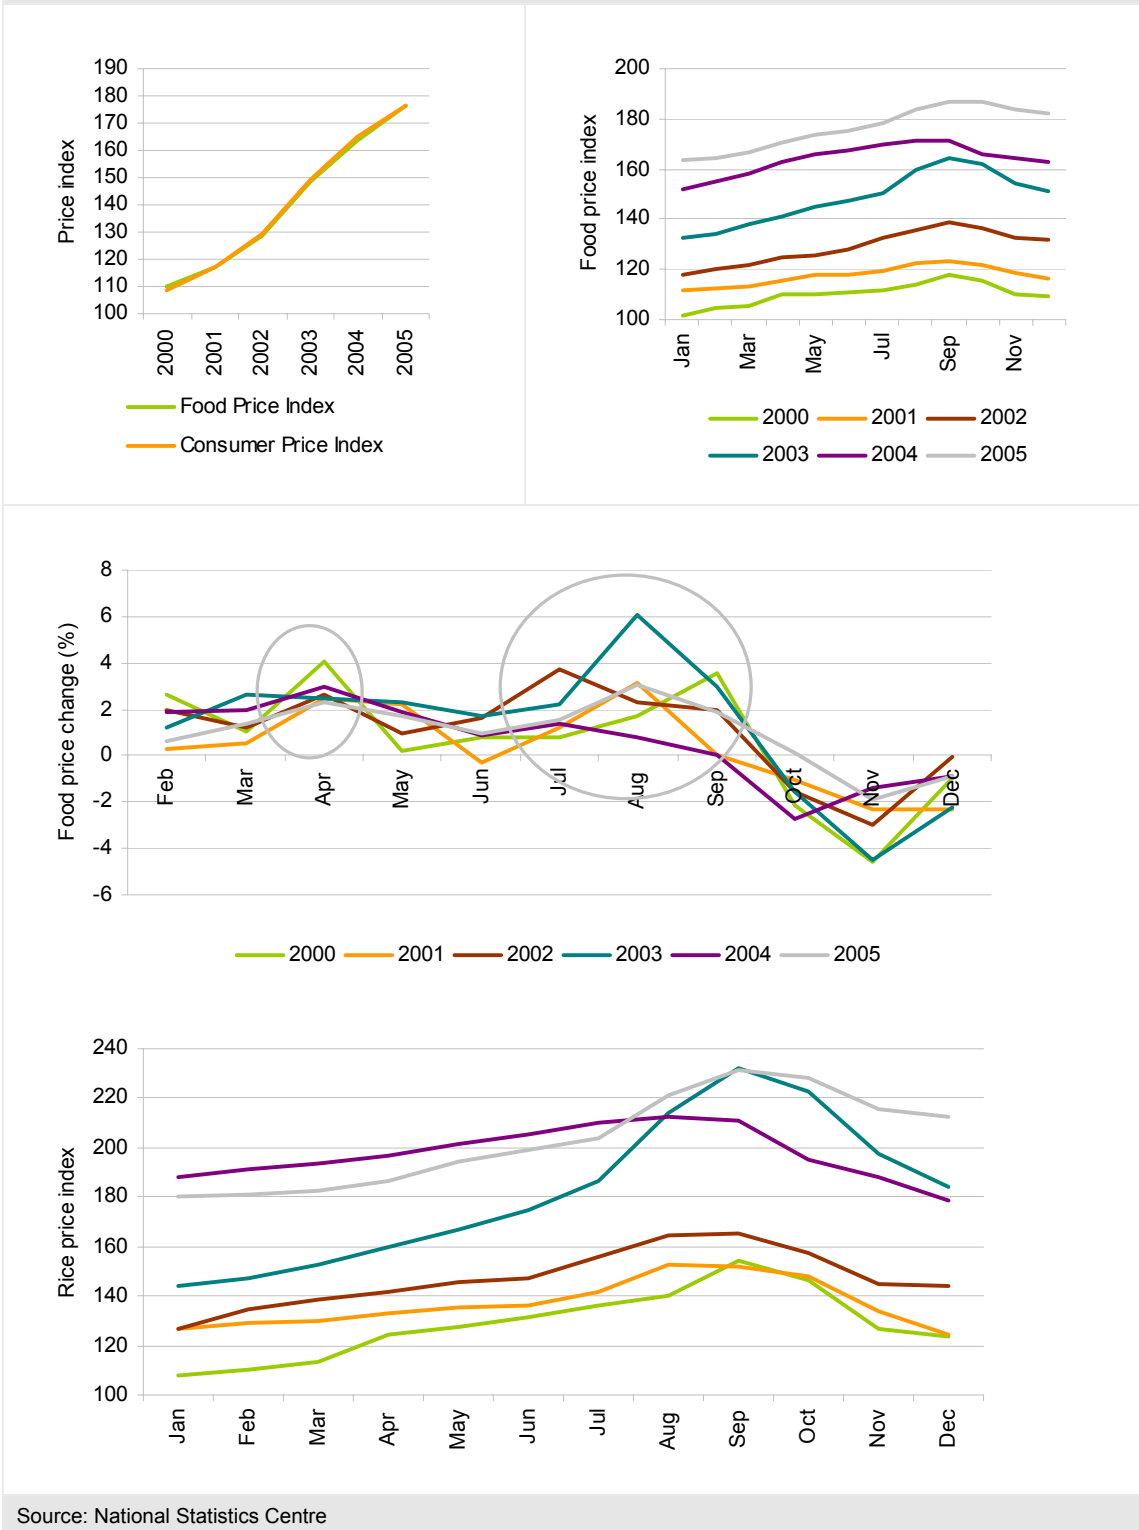 190
180
170
160
150
140
130
120
110
100
Price index
2000 2001 2002 2003 2004 2005
Food Price Index
Consumer Price Index
200
180
160
140
120
100
Food price index
Jan Mar May Jul Sep Nov
2000 2001 2002
2003 2004 2005
8
6
4
2
0
-2
-4
-6
Food price change (%)
Feb Mar Apr May Jun Jul Aug Sep Oct Nov Dec
2000 2001 2002 2003 2004 2005
240
220
200
180
160
140
120
100
Rice price index
Jan Feb Mar Apr May Jun Jul Aug Sep Oct Nov Dec
Source: National Statistics Centre